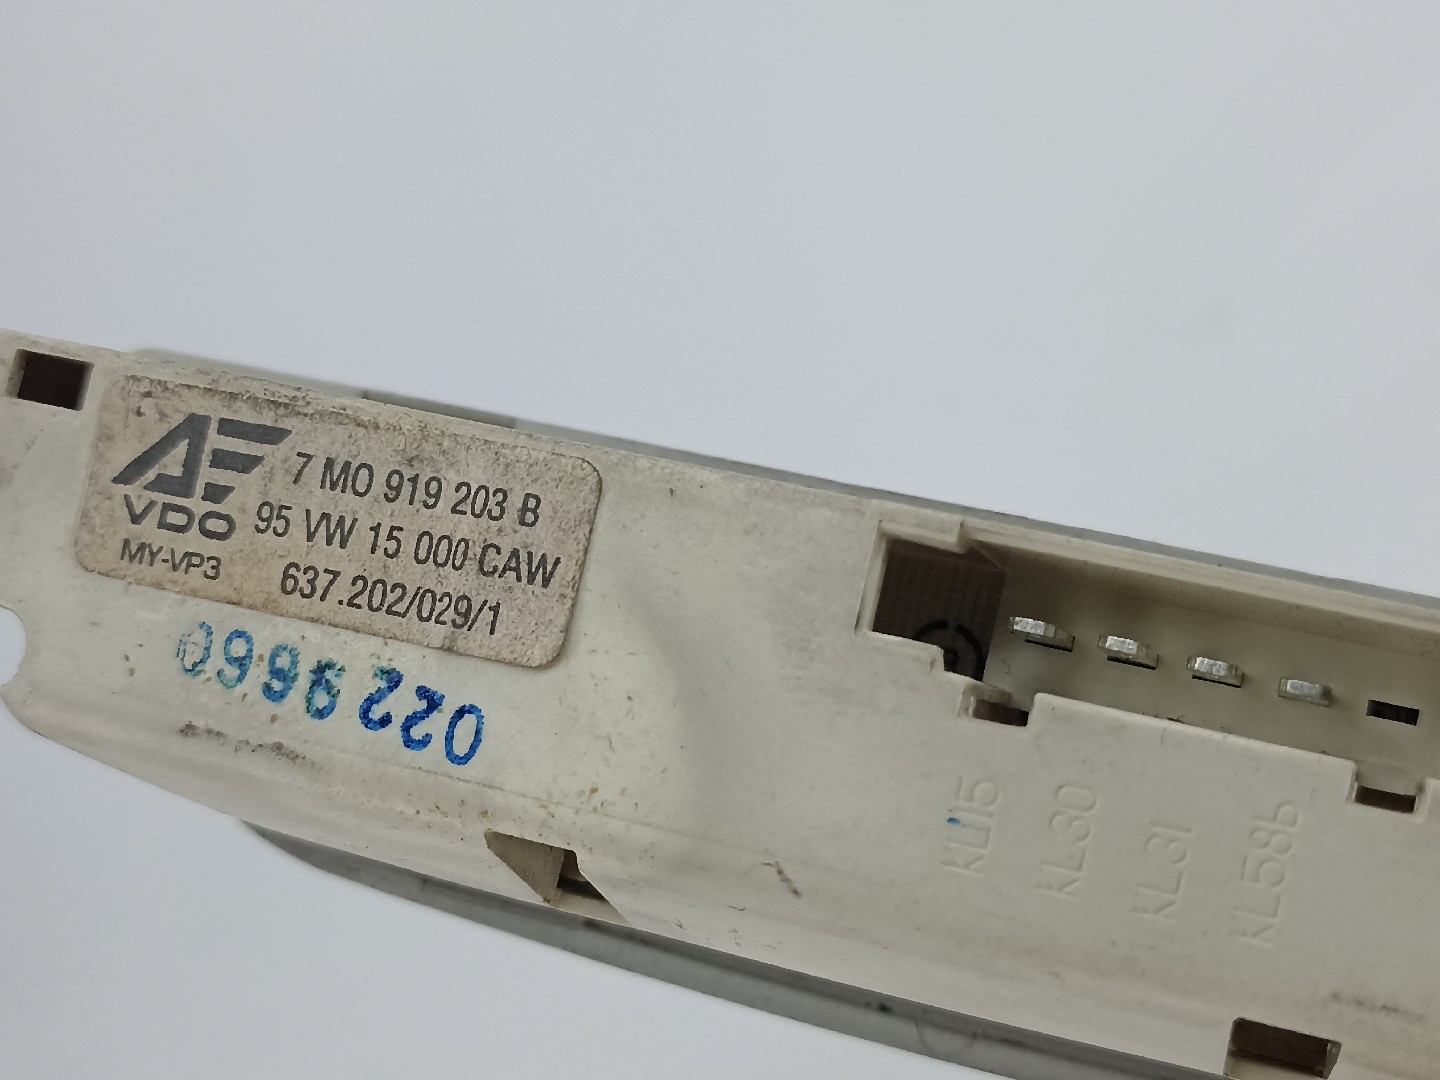 AF
VDO
MY-VP3
7 M0 919 203 B
95 VW 15 000 CAW
637.202/029/1
0229660
KL15
KL30
KL31
KL58b